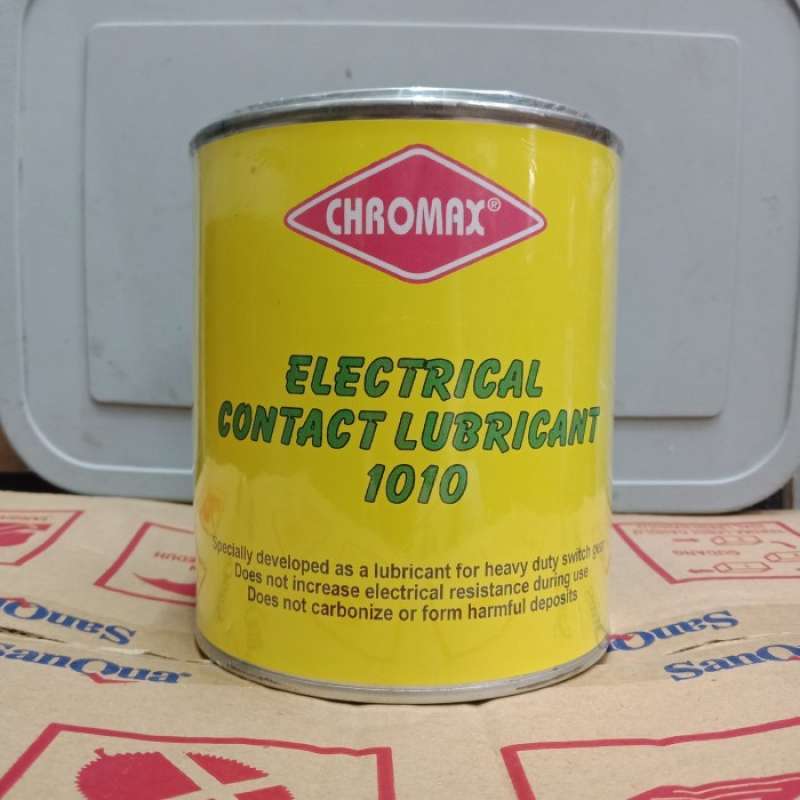 CHROMAX®
ELECTRICAL
CONTACT LUBRICANT
1010
Specially developed as a lubricant for heavy duty switch gear
Does not increase electrical resistance during use
Does not carbonize or form harmful deposits
SanQua
SanQua
SanQua®
SanQua